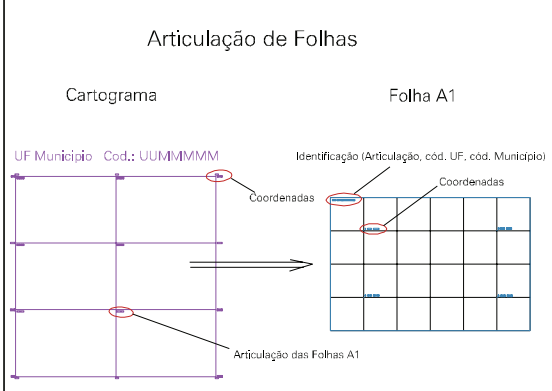 Articulação de Folhas
Cartograma
Folha A1
UF Municipio Cod.: UUMMMMM
Identificação (Articulação, cód. UF, cód. Município)
Coordenadas
Coordenadas
Articulação das Folhas A1